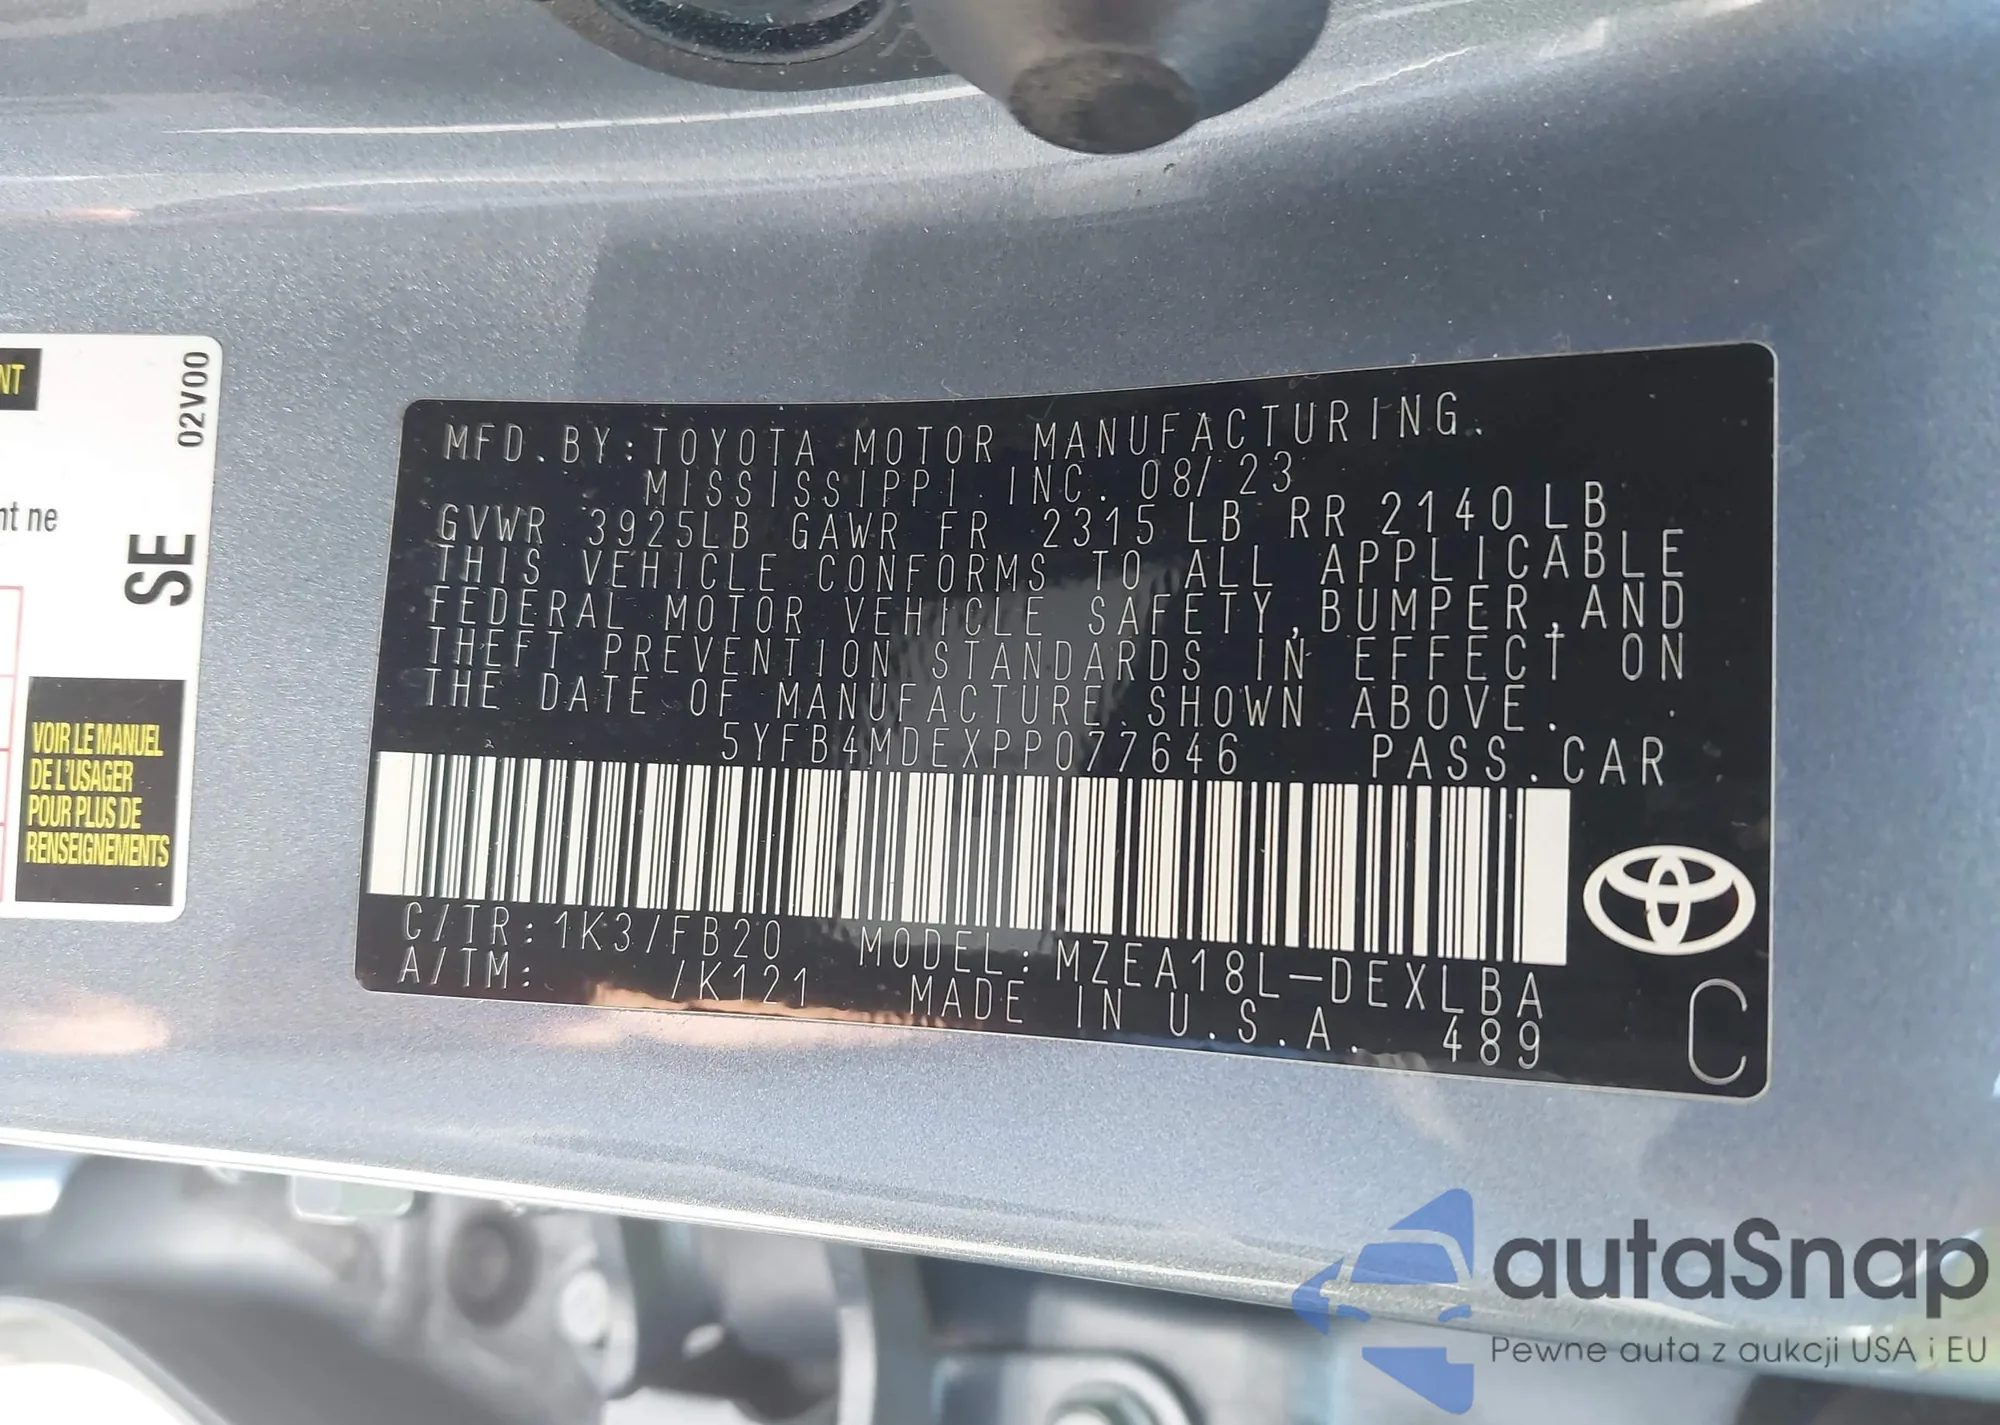 NT
02V00
nt ne
SE
VOIR LE MANUEL
DE L'USAGER
POUR PLUS DE
RENSEIGNEMENTS
MFD. BY: TOYOTA MOTOR MANUFACTURING.
MISSISSIPPI. INC. 08/23
GVWR 3925LB GAWR FR 2315 LB RR 2140 LB
THIS VEHICLE CONFORMS TO ALL APPLICABLE
FEDERAL MOTOR VEHICLE SAFETY, BUMPER, AND
THEFT PREVENTION STANDARDS IN EFFECT ON
THE DATE OF MANUFACTURE SHOWN ABOVE.
5YFB4MDEXPP077646 PASS. CAR
C/TR: 1K3/FB20 MODEL: MZEA18L-DEXLBA
A/TM: /K121 MADE IN U.S.A. 489
C
autaSnap
Pewne auta z aukcji USA i EU